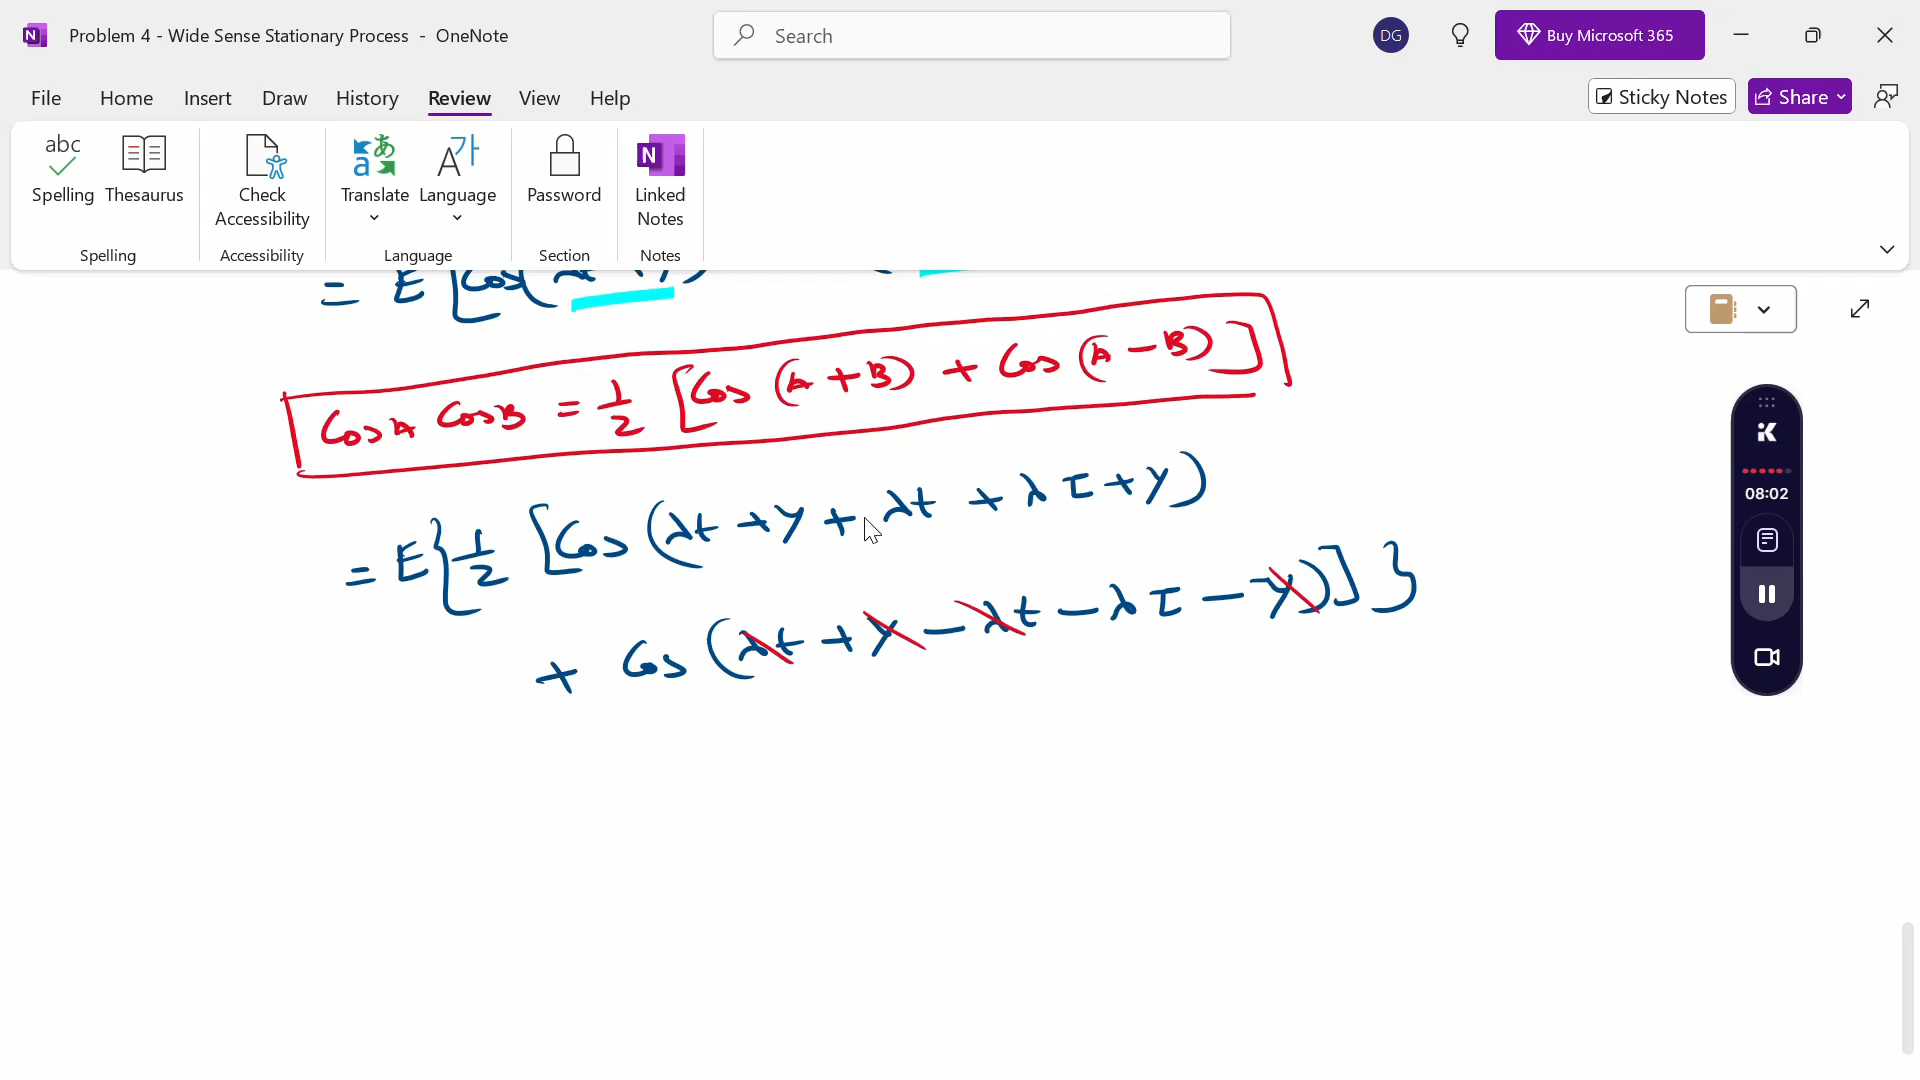 Problem 4 - Wide Sense Stationary Process - OneNote
Search
DG
Buy Microsoft 365
File Home Insert Draw History Review View Help
Sticky Notes
Share
abc
Spelling
Thesaurus
Check Accessibility
Translate
Language
Password
N
Linked Notes
Spelling
Accessibility
Language
Section
Notes
= E [Cos(λt + y)
Cos A Cos B = 1/2 [Cos (A + B) + Cos (A - B)]
= E{1/2 [Cos (λt + y + λt + λτ + y)
+ Cos (λt + y - λt - λτ - y)]}
08:02